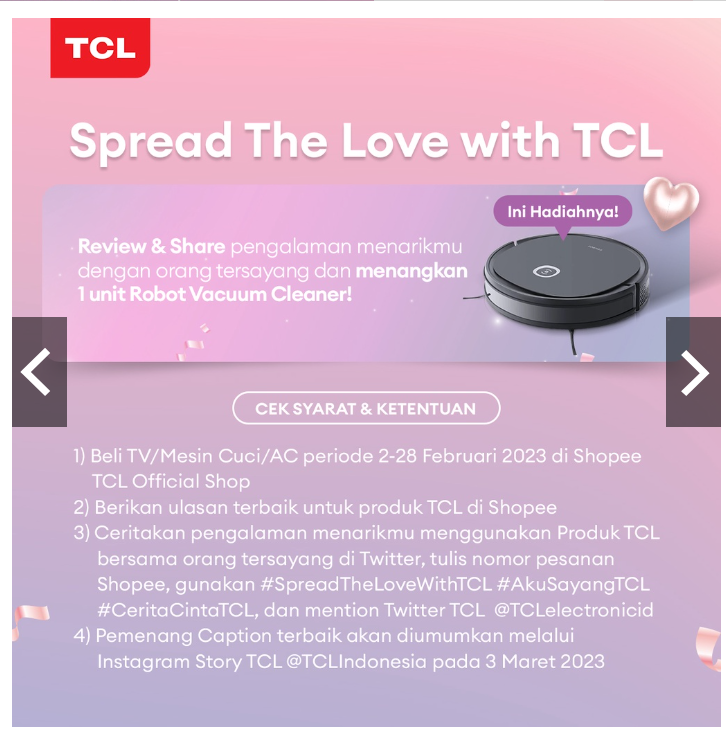 TCL
Spread The Love with TCL
Ini Hadiahnya!
Review & Share pengalaman menarikmu
dengan orang tersayang dan menangkan
1 unit Robot Vacuum Cleaner!
CEK SYARAT & KETENTUAN
1) Beli TV/Mesin Cuci/AC periode 2-28 Februari 2023 di Shopee
TCL Official Shop
2) Berikan ulasan terbaik untuk produk TCL di Shopee
3) Ceritakan pengalaman menarikmu menggunakan Produk TCL
bersama orang tersayang di Twitter, tulis nomor pesanan
Shopee, gunakan #SpreadTheLoveWithTCL #AkuSayangTCL
#CeritaCintaTCL, dan mention Twitter TCL @TCLelectronicid
4) Pemenang Caption terbaik akan diumumkan melalui
Instagram Story TCL @TCLIndonesia pada 3 Maret 2023